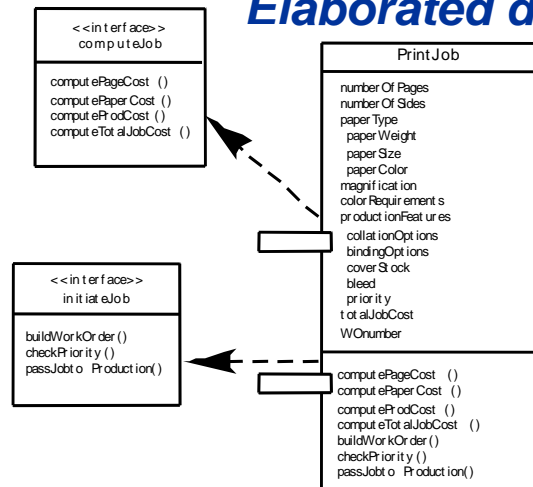 Elaborated d
<<interface>>
computeJob
computePageCost ()
computePaperCost ()
computeProdCost ()
computeTotalJobCost ()
PrintJob
numberOfPages
numberOfSides
paperType
paperWeight
paperSize
paperColor
magnification
colorRequirements
productionFeatures
collationOptions
bindingOptions
coverStock
bleed
priority
totalJobCost
WOnumber
<<interface>>
initiateJob
buildWorkOrder ()
checkPriority ()
passJobto Production()
computePageCost ()
computePaperCost ()
computeProdCost ()
computeTotalJobCost ()
buildWorkOrder ()
checkPriority ()
passJobto Production()